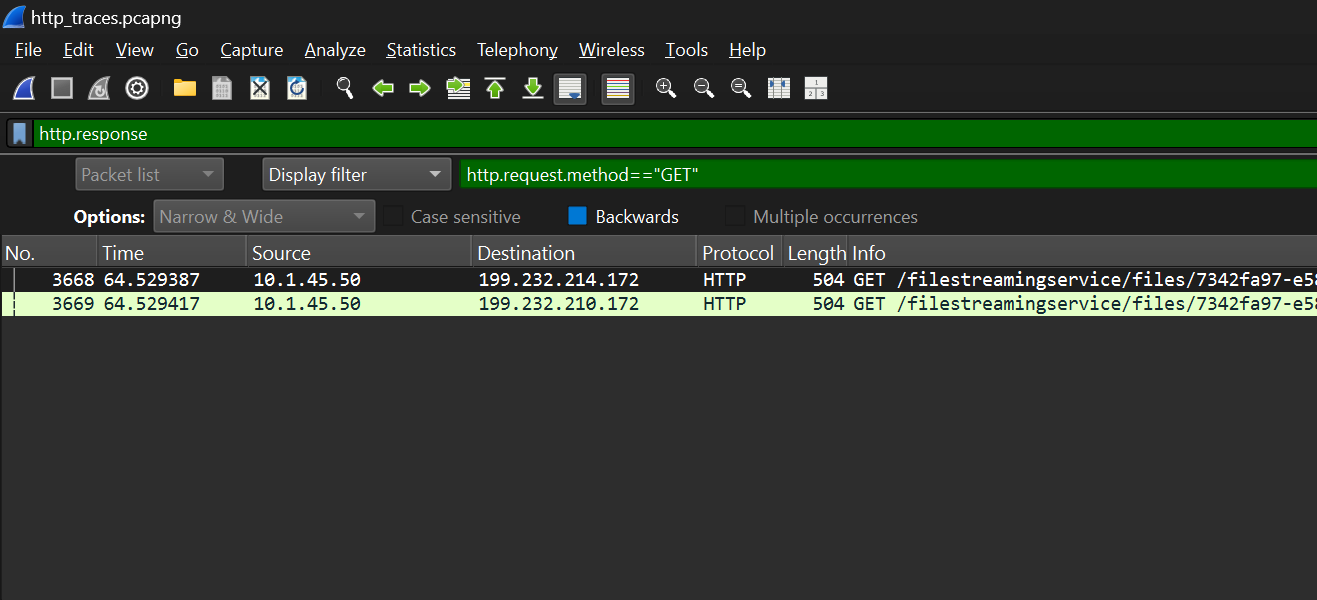 http_traces.pcapng
File Edit View Go Capture Analyze Statistics Telephony Wireless Tools Help
http.response
Packet list Display filter http.request.method=="GET"
Options: Narrow & Wide Case sensitive Backwards Multiple occurrences
No. Time Source Destination Protocol Length Info
3668 64.529387 10.1.45.50 199.232.214.172 HTTP 504 GET /filestreamingservice/files/7342fa97-e58
3669 64.529417 10.1.45.50 199.232.210.172 HTTP 504 GET /filestreamingservice/files/7342fa97-e58